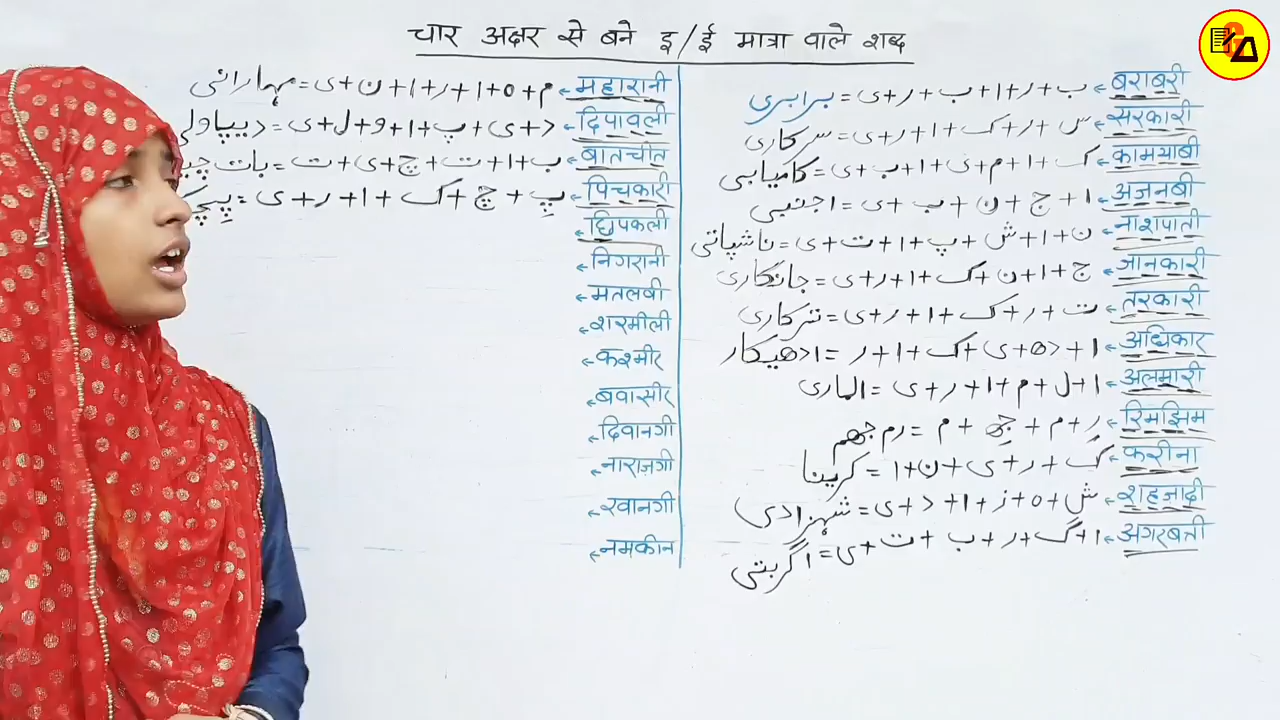 चार अक्षर से बने इ/ई मात्रा वाले शब्द
बराबरी ← ب+ر+ا+ب+ر+ی= برابری
सरकारी ← س+ر+ک+ا+ر+ی= سرکاری
कामयाबी ← ک+ا+م+ی+ا+ب+ی= کامیابی
अजनबी ← ا+ج+ن+ب+ی= اجنبی
नाशपाती ← ن+ا+ش+پ+ا+ت+ی= ناشپاتی
जानकारी ← ج+ا+ن+ک+ا+ر+ی= جانکاری
तरकारी ← ت+ر+ک+ا+ر+ی= ترکاری
अधिकार ← ا+دھ+ی+ک+ا+ر= ادھیکار
अलमारी ← ا+ل+م+ا+ر+ی= الماری
रिमझिम ← رِ+م+جھِ+م= رم جھم
करीना ← ک+ر+ی+ن+ا= کرینا
शहज़ादी ← ش+ہ+ز+ا+د+ی= شہزادی
अगरबत्ती ← ا+گ+ر+ب+ت+ی= اگربتی
महारानी ← م+ہ+ا+ر+ا+ن+ی= مہارانی
दिपावली ← د+ی+پ+ا+و+ل+ی= دیپاولی
बातचीत ← ب+ا+ت+چ+ی+ت= بات
पिचकारी ← پِ+چ+ک+ا+ر+ی=
छिपकली
निगरानी ←
मतलबी ←
शरमीली ←
कश्मीर ←
बवासीर ←
दिवानगी ←
नाराज़गी ←
रवानगी ←
नमकीन ←